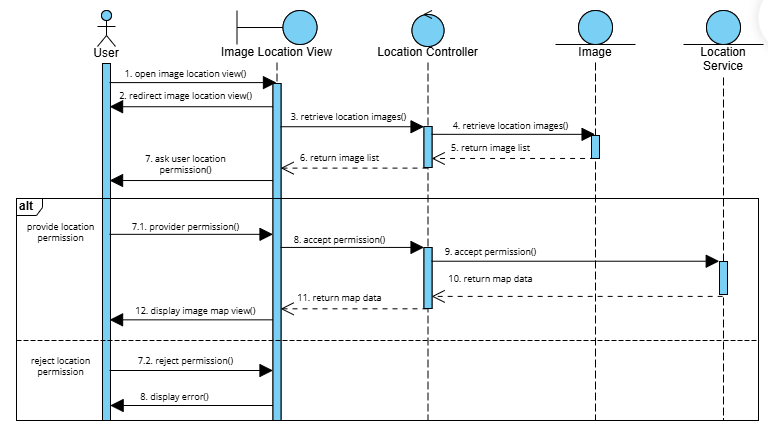 User
Image Location View
Location Controller
Image
Location
Service
1. open image location view()
2. redirect image location view()
3. retrieve location images()
4. retrieve location images()
5. return image list
6. return image list
7. ask user location
permission()
alt
provide location
permission
7.1. provider permission()
8. accept permission()
9. accept permission()
10. return map data
11. return map data
12. display image map view()
reject location
permission
7.2. reject permission()
8. display error()